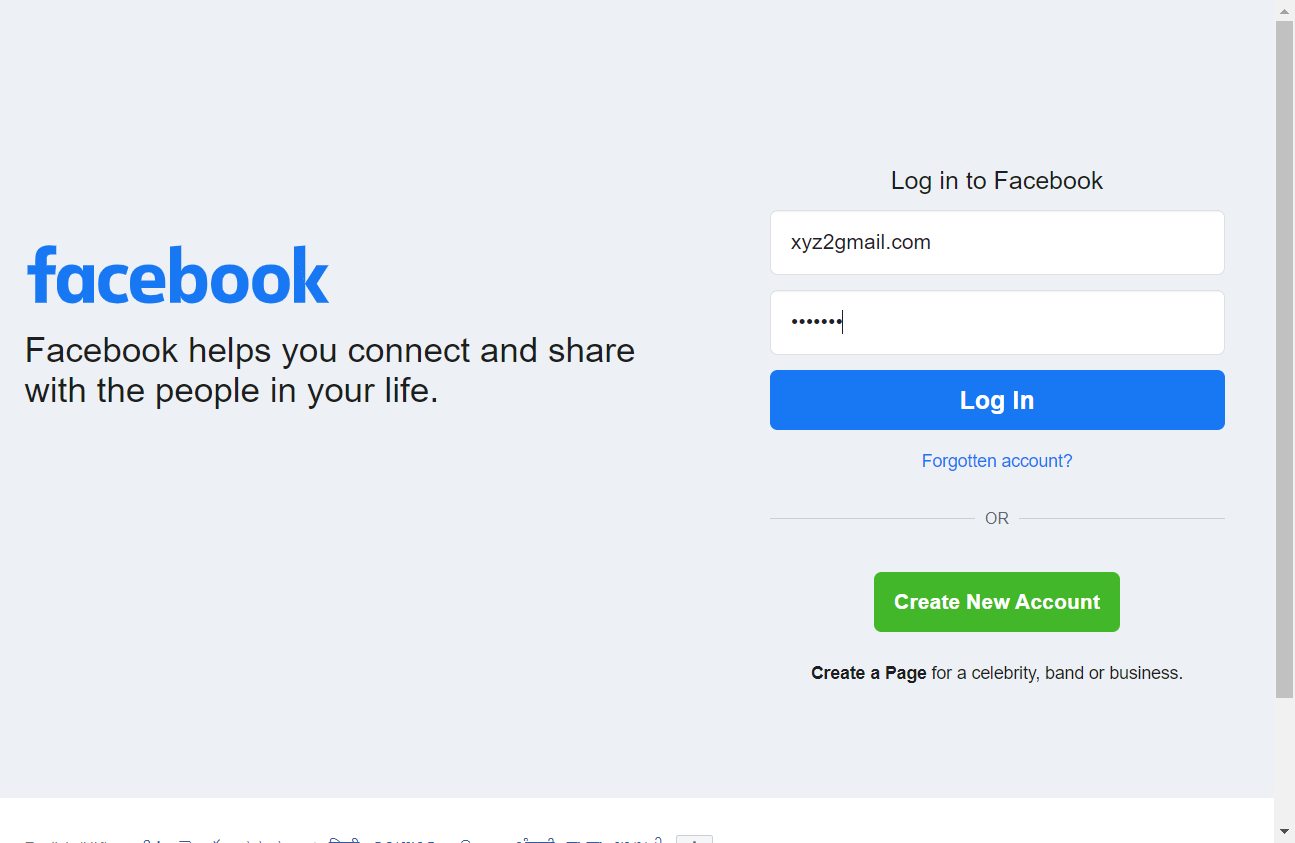 facebook
Facebook helps you connect and share
with the people in your life.
Log in to Facebook
xyz2gmail.com
•••••••
Log In
Forgotten account?
OR
Create New Account
Create a Page for a celebrity, band or business.